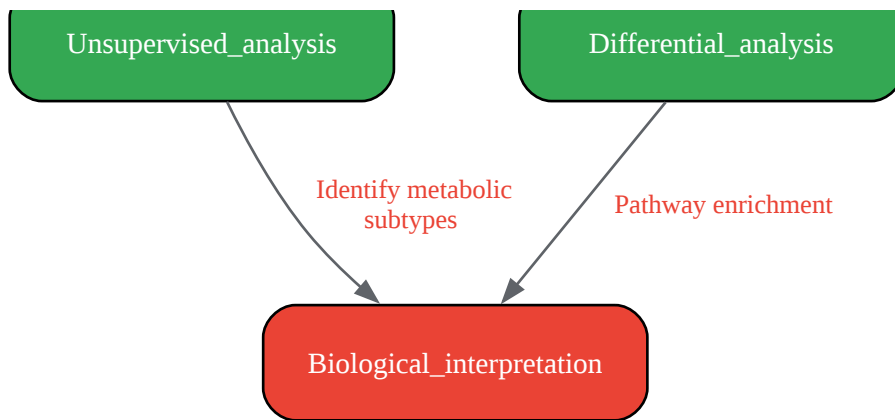 Unsupervised_analysis
Differential_analysis
Identify metabolic
subtypes
Pathway enrichment
Biological_interpretation